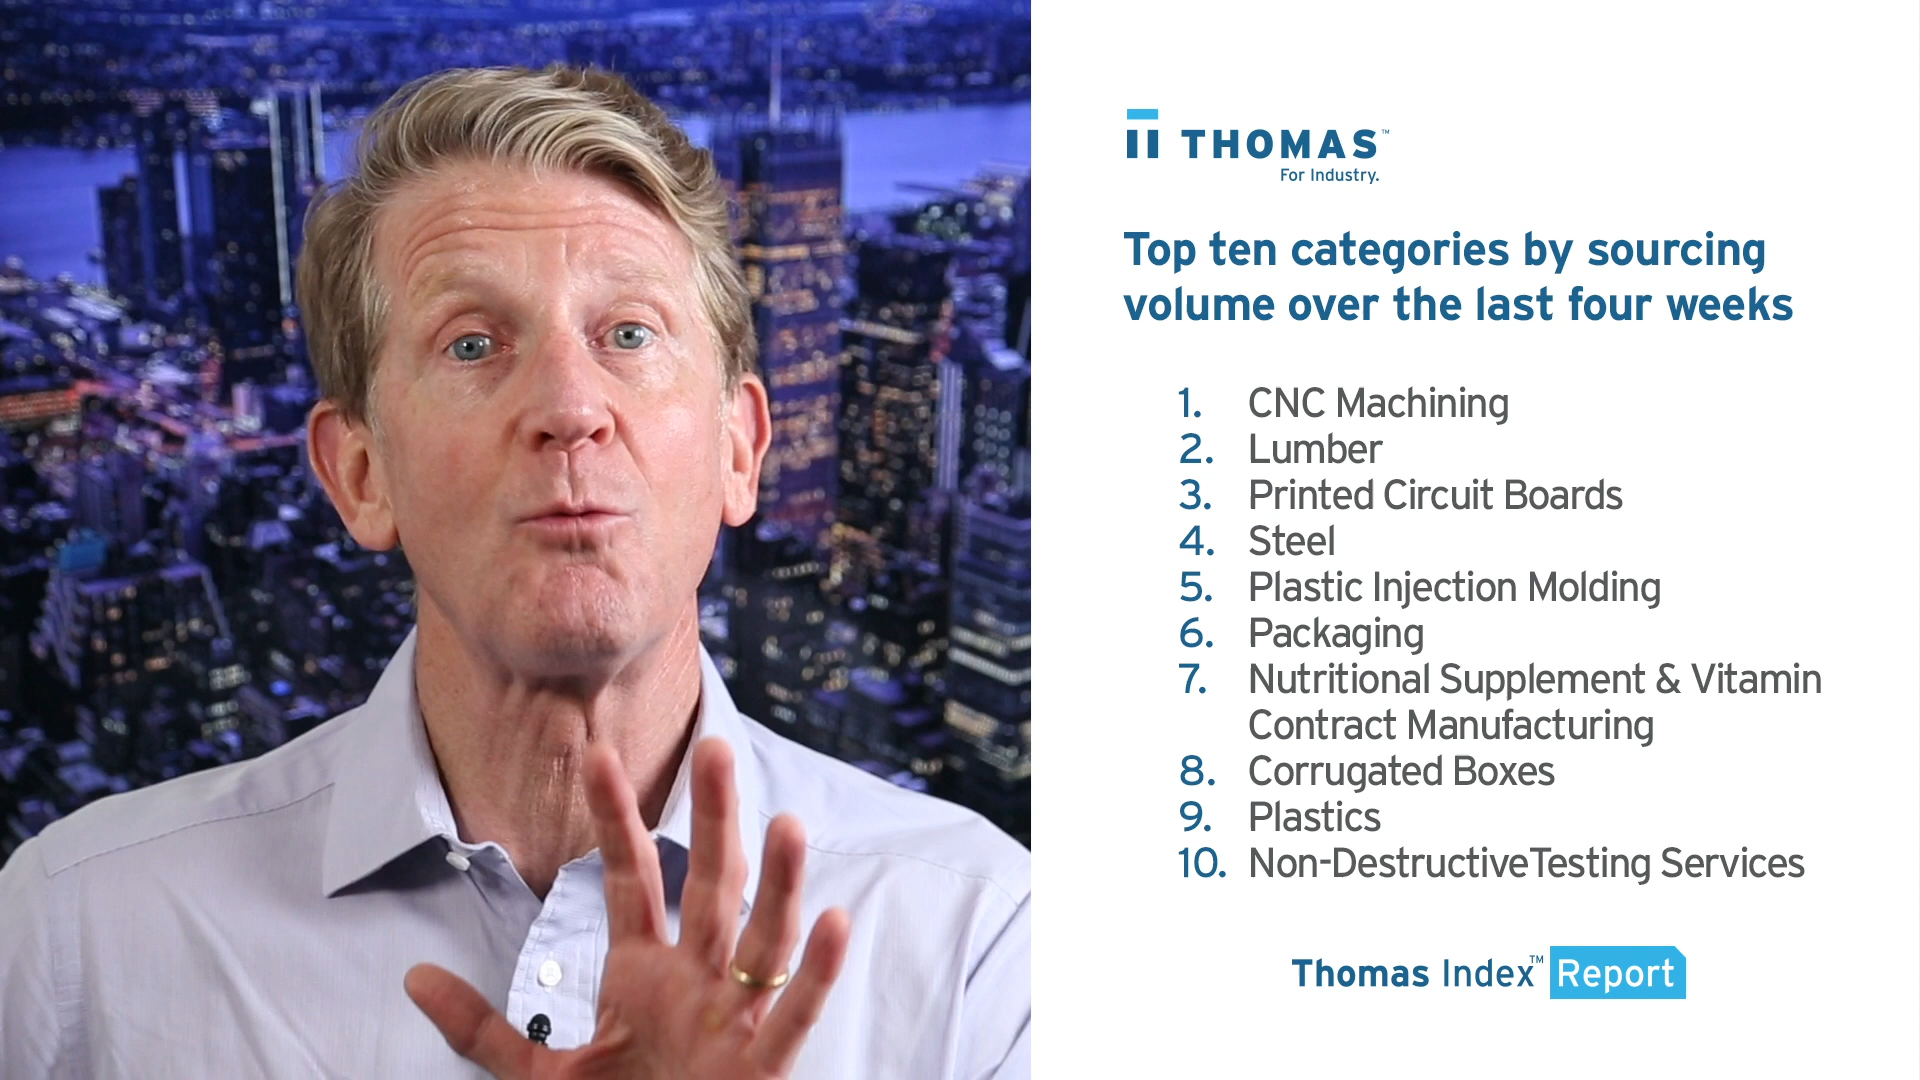 THOMAS™
For Industry.
Top ten categories by sourcing
volume over the last four weeks
1. CNC Machining
2. Lumber
3. Printed Circuit Boards
4. Steel
5. Plastic Injection Molding
6. Packaging
7. Nutritional Supplement & Vitamin
Contract Manufacturing
8. Corrugated Boxes
9. Plastics
10. Non-DestructiveTesting Services
Thomas Index™ Report